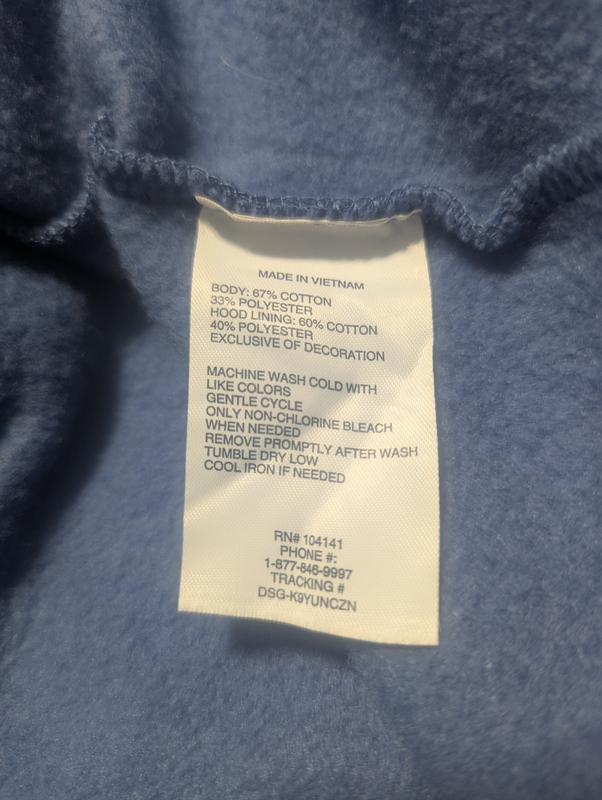 MADE IN VIETNAM
BODY: 67% COTTON
33% POLYESTER
HOOD LINING: 60% COTTON
40% POLYESTER
EXCLUSIVE OF DECORATION
MACHINE WASH COLD WITH
LIKE COLORS
GENTLE CYCLE
ONLY NON-CHLORINE BLEACH
WHEN NEEDED
REMOVE PROMPTLY AFTER WASH
TUMBLE DRY LOW
COOL IRON IF NEEDED
RN# 104141
PHONE #:
1-877-846-9997
TRACKING #
DSG-K9YUNCZN